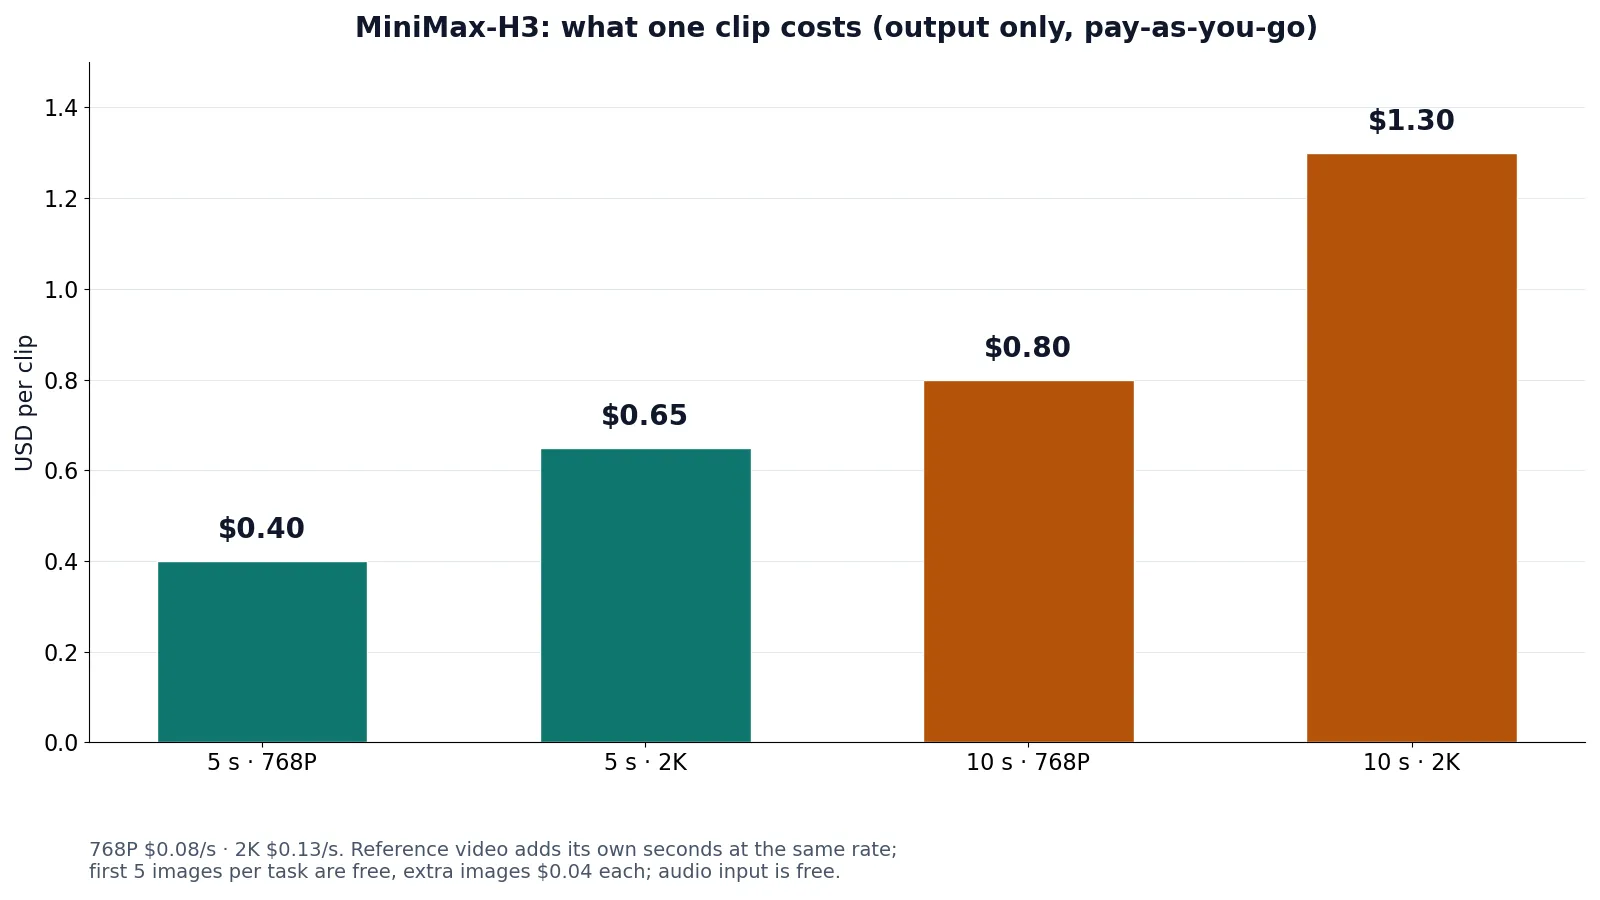 MiniMax-H3: what one clip costs (output only, pay-as-you-go)
USD per clip
1.4
1.2
1.0
0.8
0.6
0.4
0.2
0.0
$0.40
$0.65
$0.80
$1.30
5 s · 768P
5 s · 2K
10 s · 768P
10 s · 2K
768P $0.08/s · 2K $0.13/s. Reference video adds its own seconds at the same rate;
first 5 images per task are free, extra images $0.04 each; audio input is free.